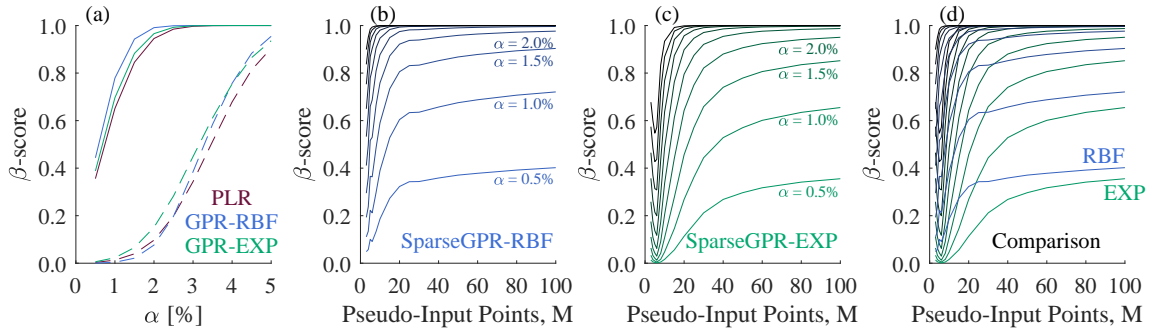 (a)
β-score
1.0
0.8
0.6
0.4
0.2
0.0
PLR
GPR-RBF
GPR-EXP
0 1 2 3 4 5
α [%]
(b)
β-score
1.0
0.8
0.6
0.4
0.2
0.0
α = 2.0%
α = 1.5%
α = 1.0%
α = 0.5%
SparseGPR-RBF
0 20 40 60 80 100
Pseudo-Input Points, M
(c)
β-score
1.0
0.8
0.6
0.4
0.2
0.0
α = 2.0%
α = 1.5%
α = 1.0%
α = 0.5%
SparseGPR-EXP
0 20 40 60 80 100
Pseudo-Input Points, M
(d)
β-score
1.0
0.8
0.6
0.4
0.2
0.0
RBF
EXP
Comparison
0 20 40 60 80 100
Pseudo-Input Points, M